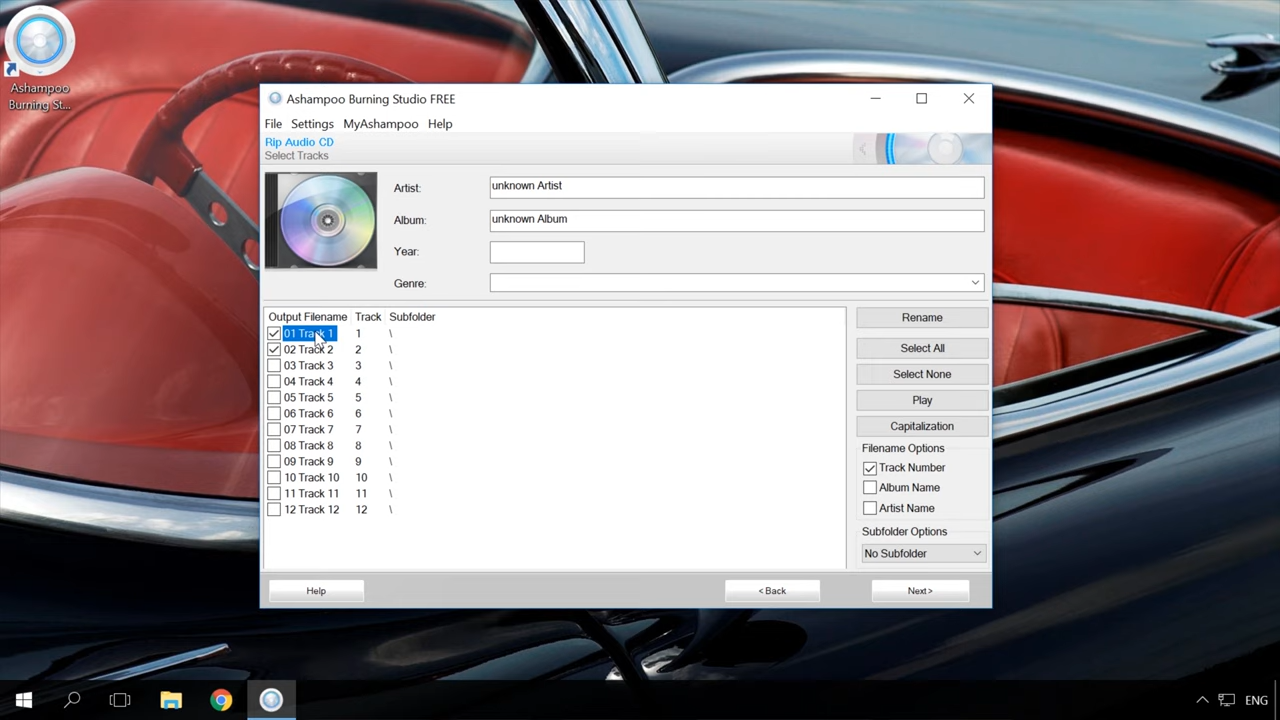 Ashampoo
Burning St...
Ashampoo Burning Studio FREE
File Settings MyAshampoo Help
Rip Audio CD
Select Tracks
Artist: unknown Artist
Album: unknown Album
Year:
Genre:
Output Filename Track Subfolder
01 Track 1 1 \
02 Track 2 2 \
03 Track 3 3 \
04 Track 4 4 \
05 Track 5 5 \
06 Track 6 6 \
07 Track 7 7 \
08 Track 8 8 \
09 Track 9 9 \
10 Track 10 10 \
11 Track 11 11 \
12 Track 12 12 \
Rename
Select All
Select None
Play
Capitalization
Filename Options
Track Number
Album Name
Artist Name
Subfolder Options
No Subfolder
Help
<Back
Next>
ENG